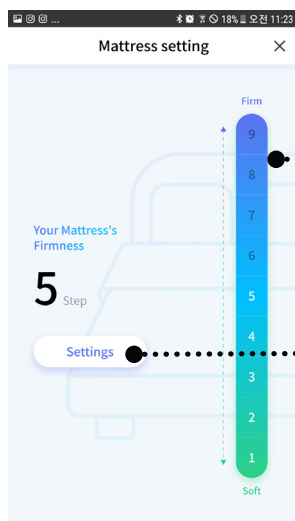 ... 18% 오전 11:23
Mattress setting
Firm
9
8
7
Your Mattress's
Firmness
6
5 Step
5
4
Settings
3
2
1
Soft